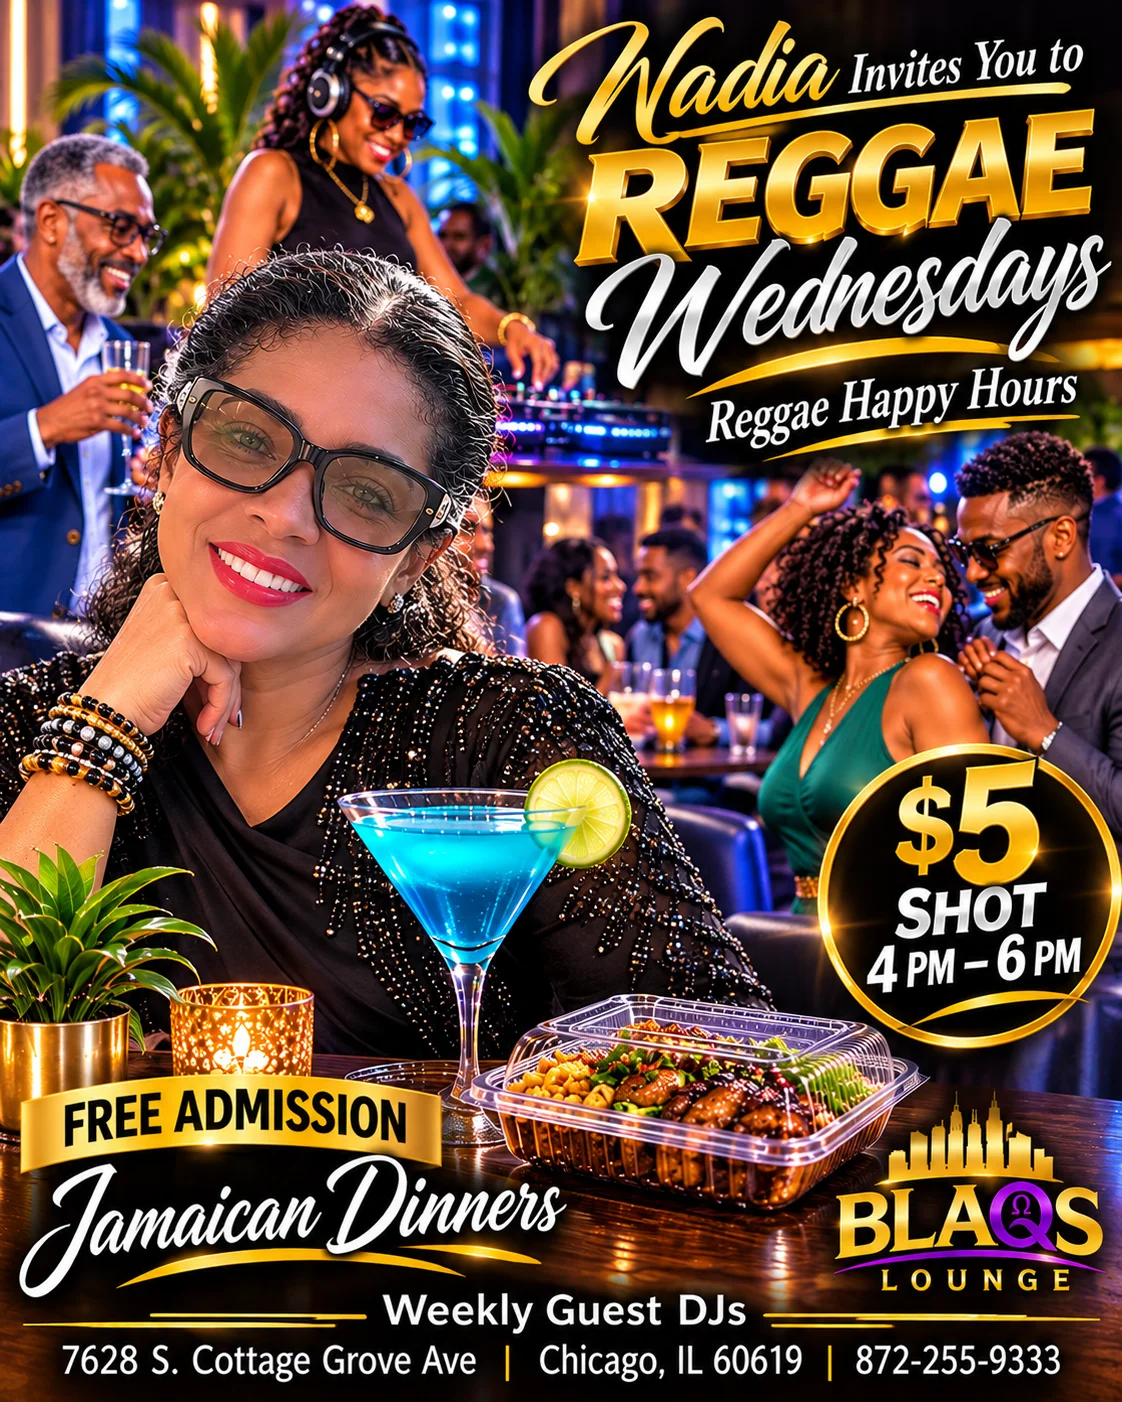 Nadia Invites You to
REGGAE
Wednesdays
Reggae Happy Hours
$5
SHOT
4 PM – 6 PM
FREE ADMISSION
Jamaican Dinners
BLAQS
LOUNGE
Weekly Guest DJs
7628 S. Cottage Grove Ave | Chicago, IL 60619 | 872-255-9333